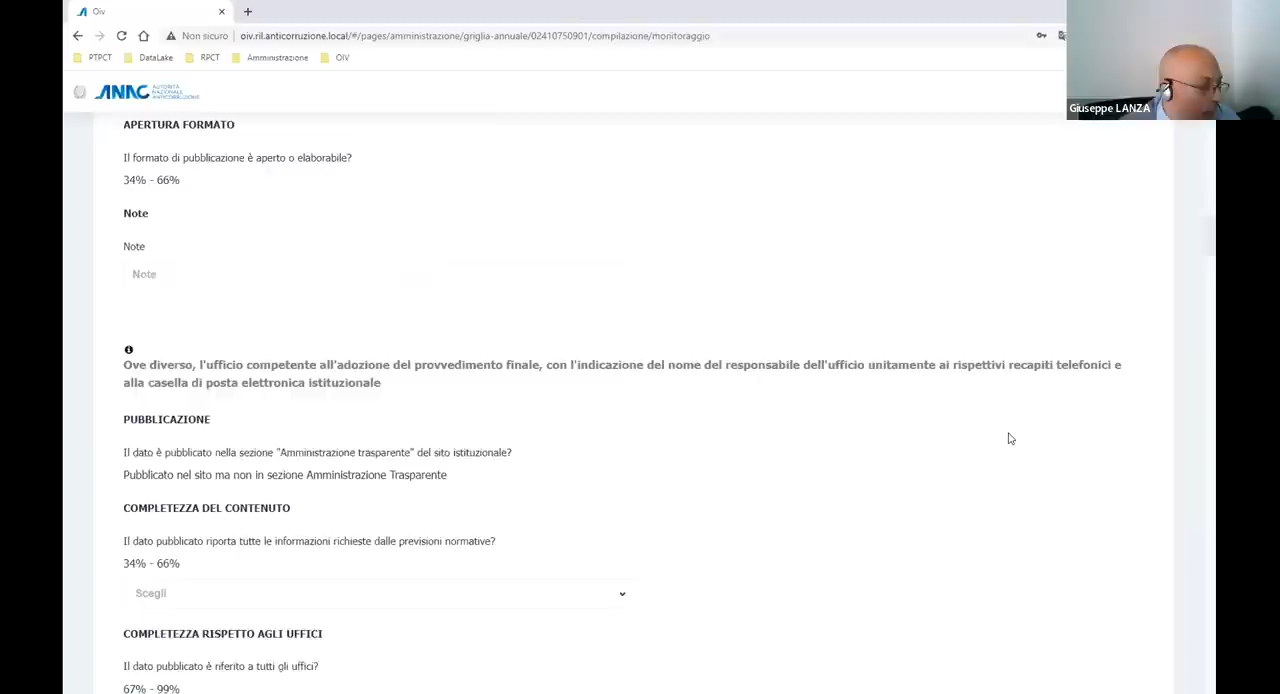 Oiv
Non sicuro
oiv.ril.anticorruzione.local/#/pages/amministrazione/griglia-annuale/02410750901/compilazione/monitoraggio
PTPCT
DataLake
RPCT
Amministrazione
OIV
ANAC
AUTORITÀ
NAZIONALE
ANTICORRUZIONE
Giuseppe LANZA
APERTURA FORMATO
Il formato di pubblicazione è aperto o elaborabile?
34% - 66%
Note
Note
Note
Ove diverso, l'ufficio competente all'adozione del provvedimento finale, con l'indicazione del nome del responsabile dell'ufficio unitamente ai rispettivi recapiti telefonici e
alla casella di posta elettronica istituzionale
PUBBLICAZIONE
Il dato è pubblicato nella sezione "Amministrazione trasparente" del sito istituzionale?
Pubblicato nel sito ma non in sezione Amministrazione Trasparente
COMPLETEZZA DEL CONTENUTO
Il dato pubblicato riporta tutte le informazioni richieste dalle previsioni normative?
34% - 66%
Scegli
COMPLETEZZA RISPETTO AGLI UFFICI
Il dato pubblicato è riferito a tutti gli uffici?
67% - 99%